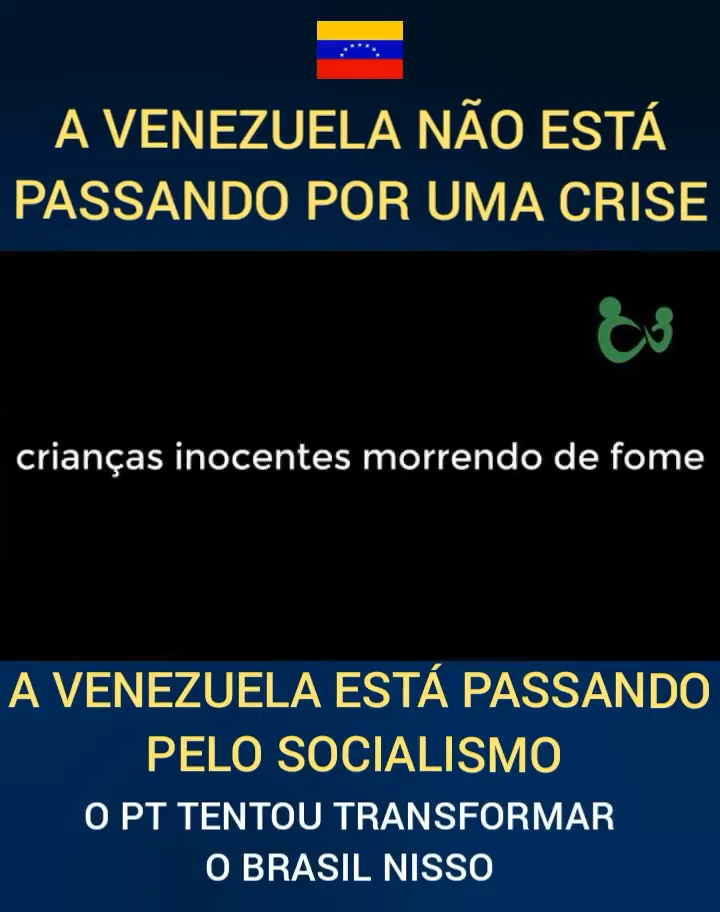 A VENEZUELA NÃO ESTÁ
PASSANDO POR UMA CRISE
crianças inocentes morrendo de fome
A VENEZUELA ESTÁ PASSANDO
PELO SOCIALISMO
O PT TENTOU TRANSFORMAR
O BRASIL NISSO